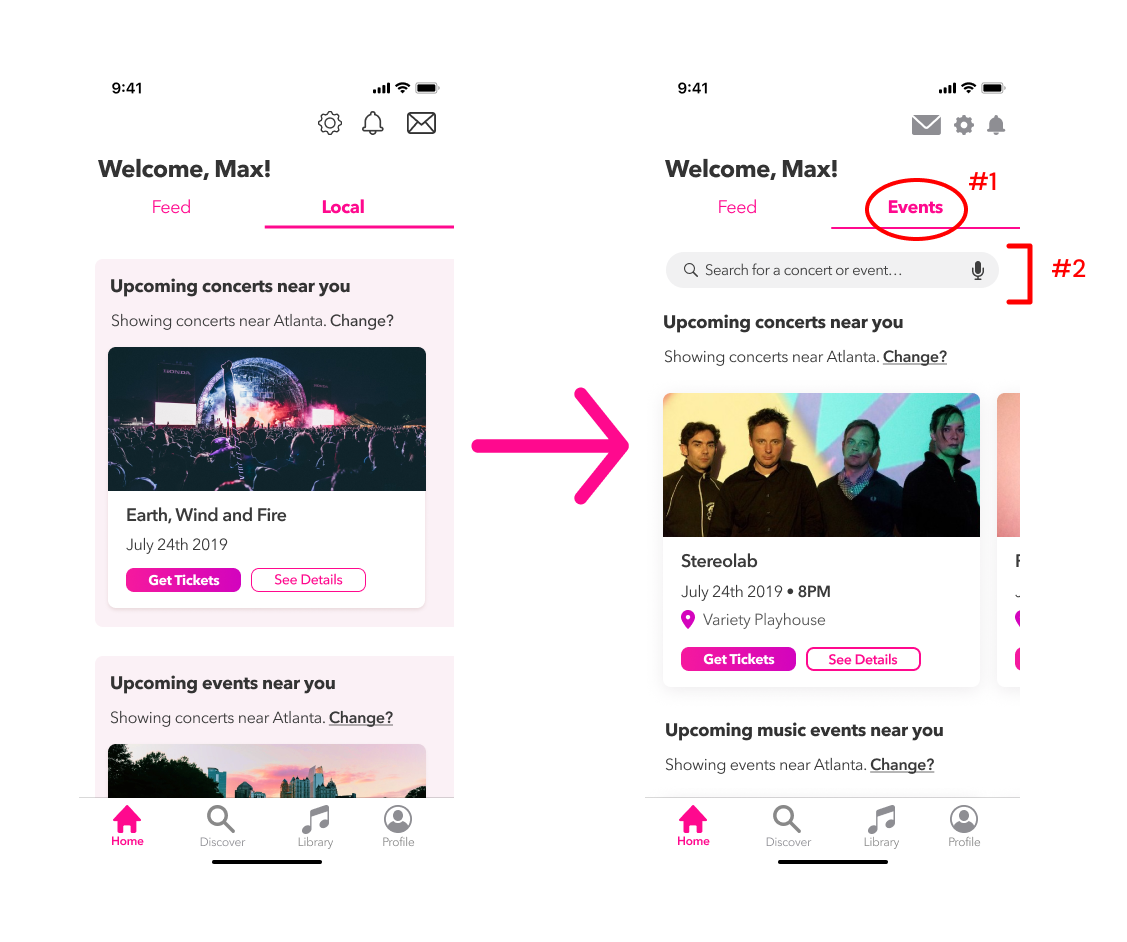 9:41
Welcome, Max!
Feed
Local
Upcoming concerts near you
Showing concerts near Atlanta. Change?
HONDA
Earth, Wind and Fire
July 24th 2019
Get Tickets
See Details
Upcoming events near you
Showing concerts near Atlanta. Change?
Home
Discover
Library
Profile
9:41
Welcome, Max!
#1
Feed
Events
#2
Search for a concert or event…
Upcoming concerts near you
Showing concerts near Atlanta. Change?
Stereolab
July 24th 2019 • 8PM
Variety Playhouse
Get Tickets
See Details
Upcoming music events near you
Showing events near Atlanta. Change?
Home
Discover
Library
Profile